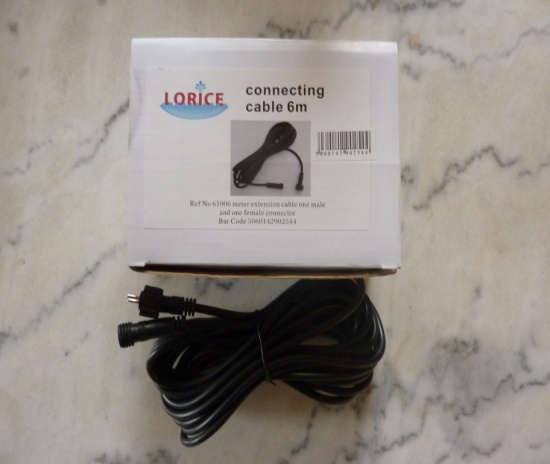 LORICE
connecting
cable 6m
5060142902344
Ref No 61006 meter extension cable one male
and one female connector
Bar Code 5060142902344